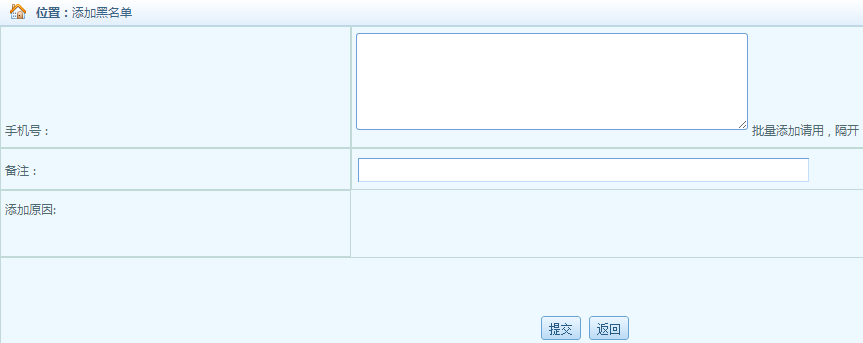 位置：添加黑名单
手机号：
批量添加请用，隔开
备注：
添加原因:
提交 返回